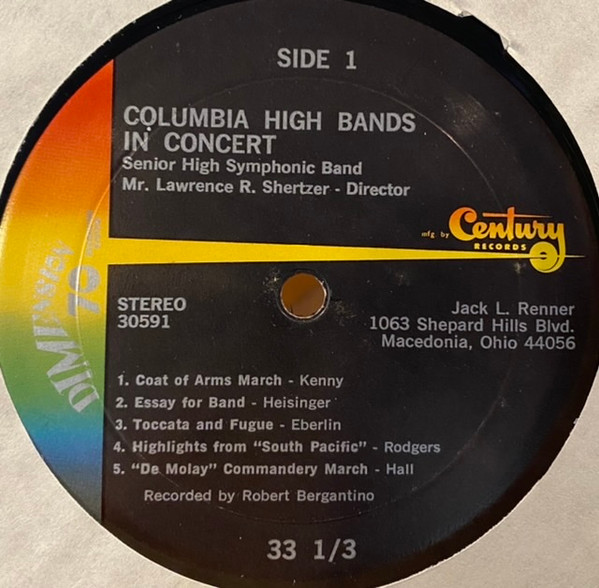 SIDE 1
COLUMBIA HIGH BANDS
IN CONCERT
Senior High Symphonic Band
Mr. Lawrence R. Shertzer - Director
mfg. by Century
RECORDS
DIMENSION
70
STEREO
30591
Jack L. Renner
1063 Shepard Hills Blvd.
Macedonia, Ohio 44056
1. Coat of Arms March - Kenny
2. Essay for Band - Heisinger
3. Toccata and Fugue - Eberlin
4. Highlights from "South Pacific" - Rodgers
5. "De Molay" Commandery March - Hall
Recorded by Robert Bergantino
33 1/3